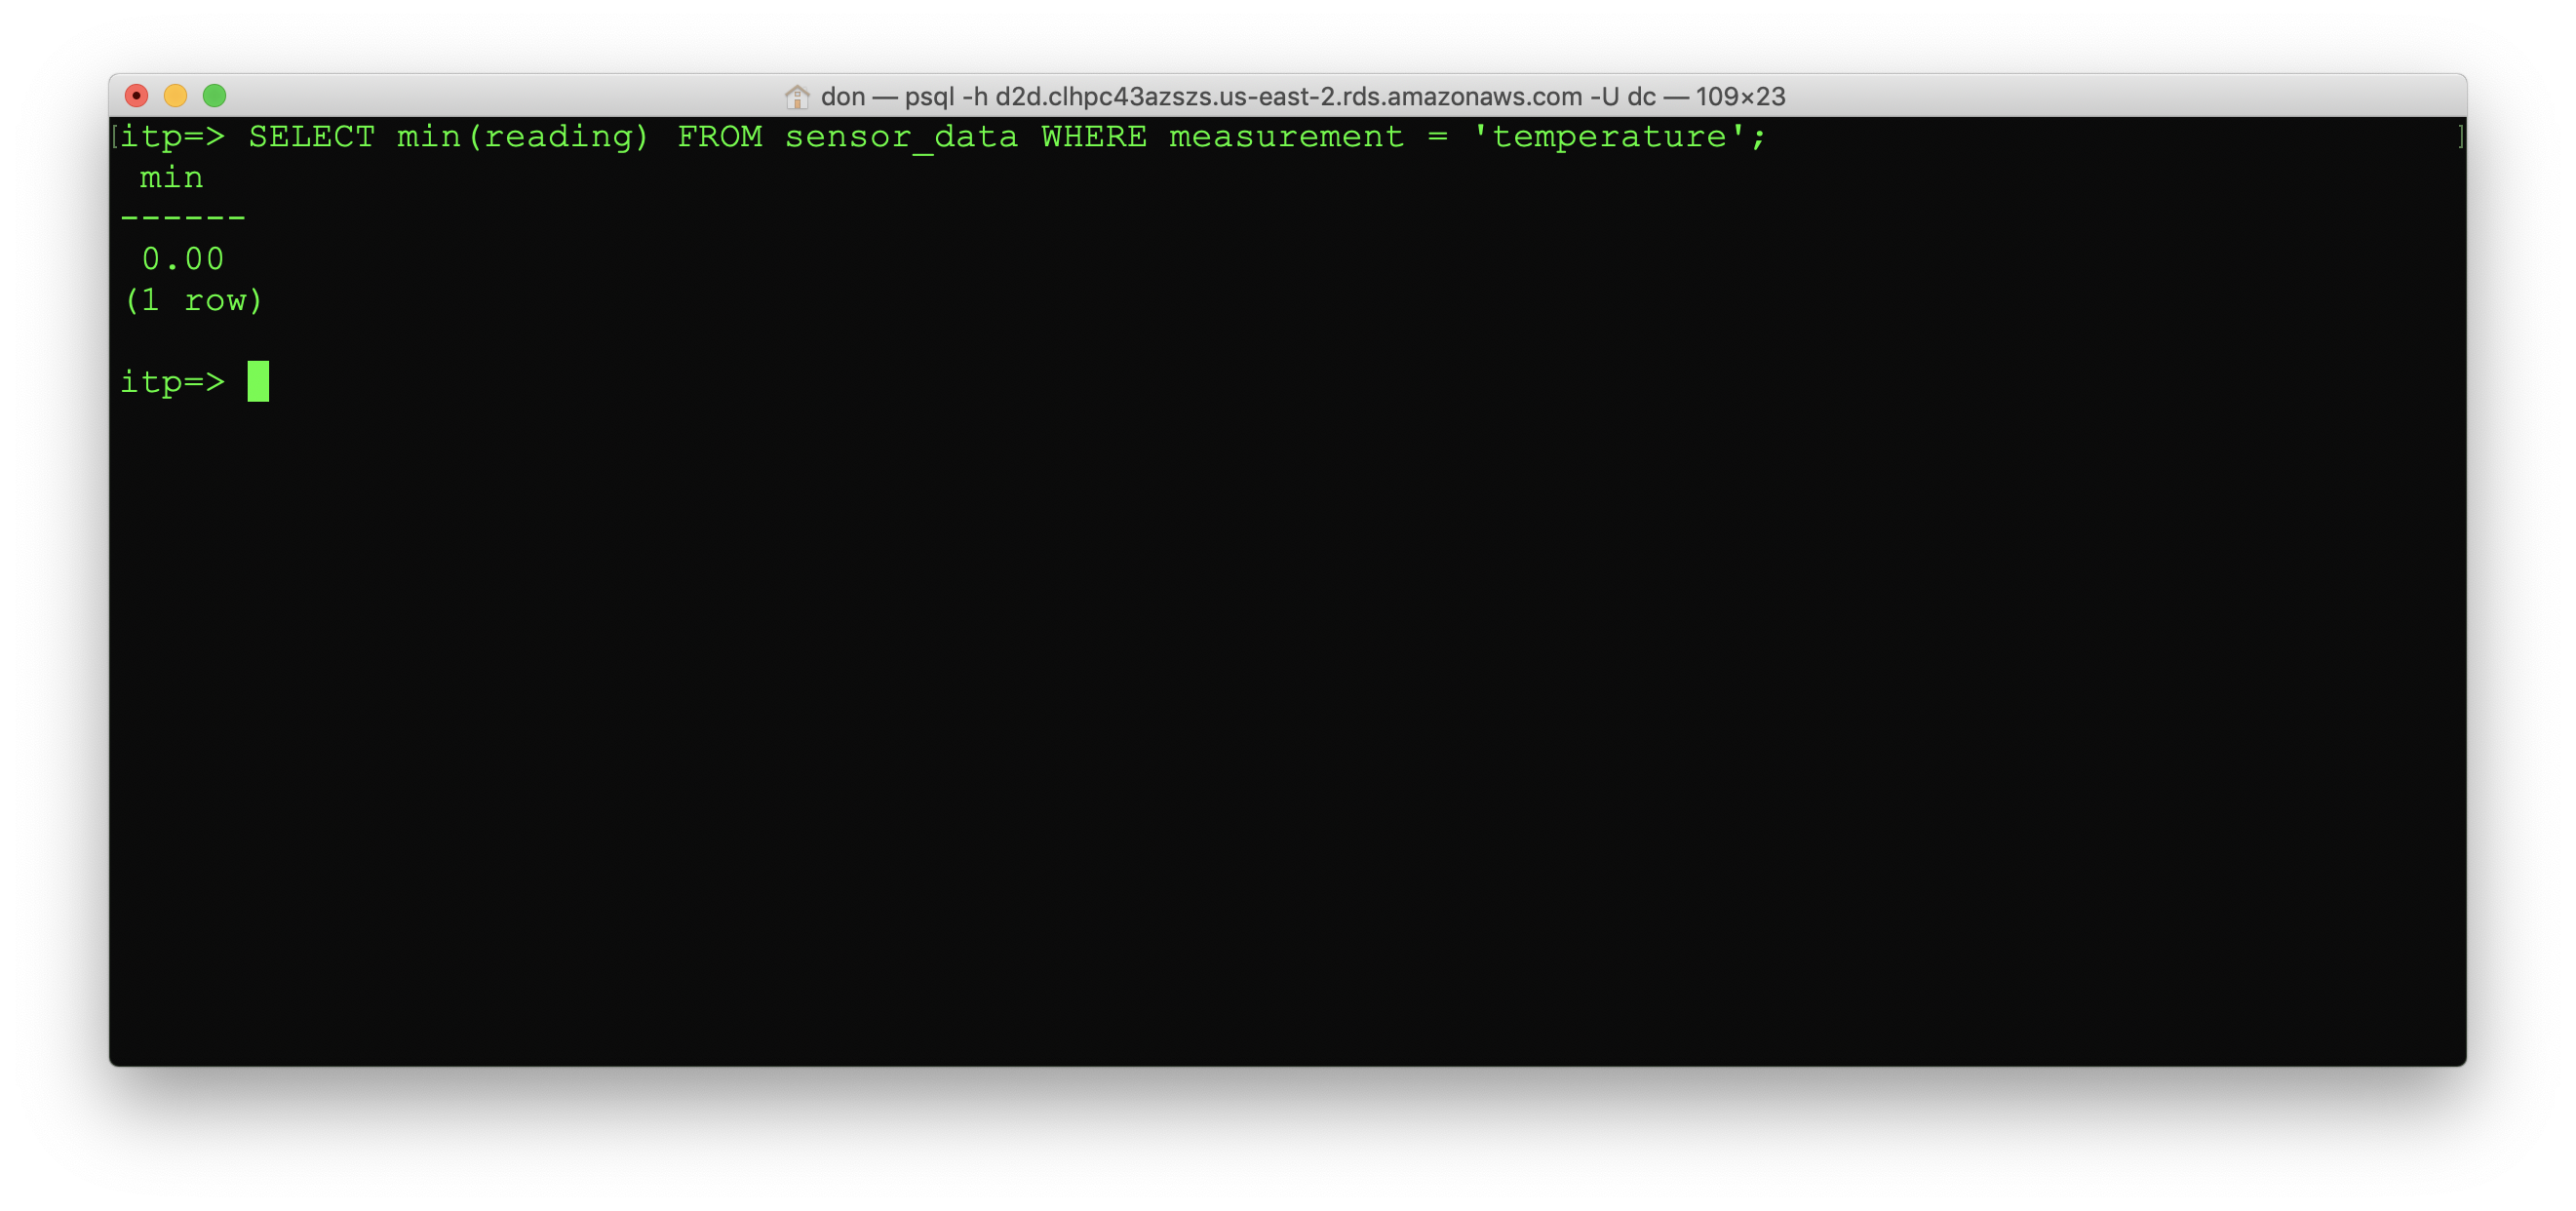 don — psql -h d2d.clhpc43azszs.us-east-2.rds.amazonaws.com -U dc — 109×23
[itp=> SELECT min(reading) FROM sensor_data WHERE measurement = 'temperature'; ]
min
------
0.00
(1 row)
itp=>